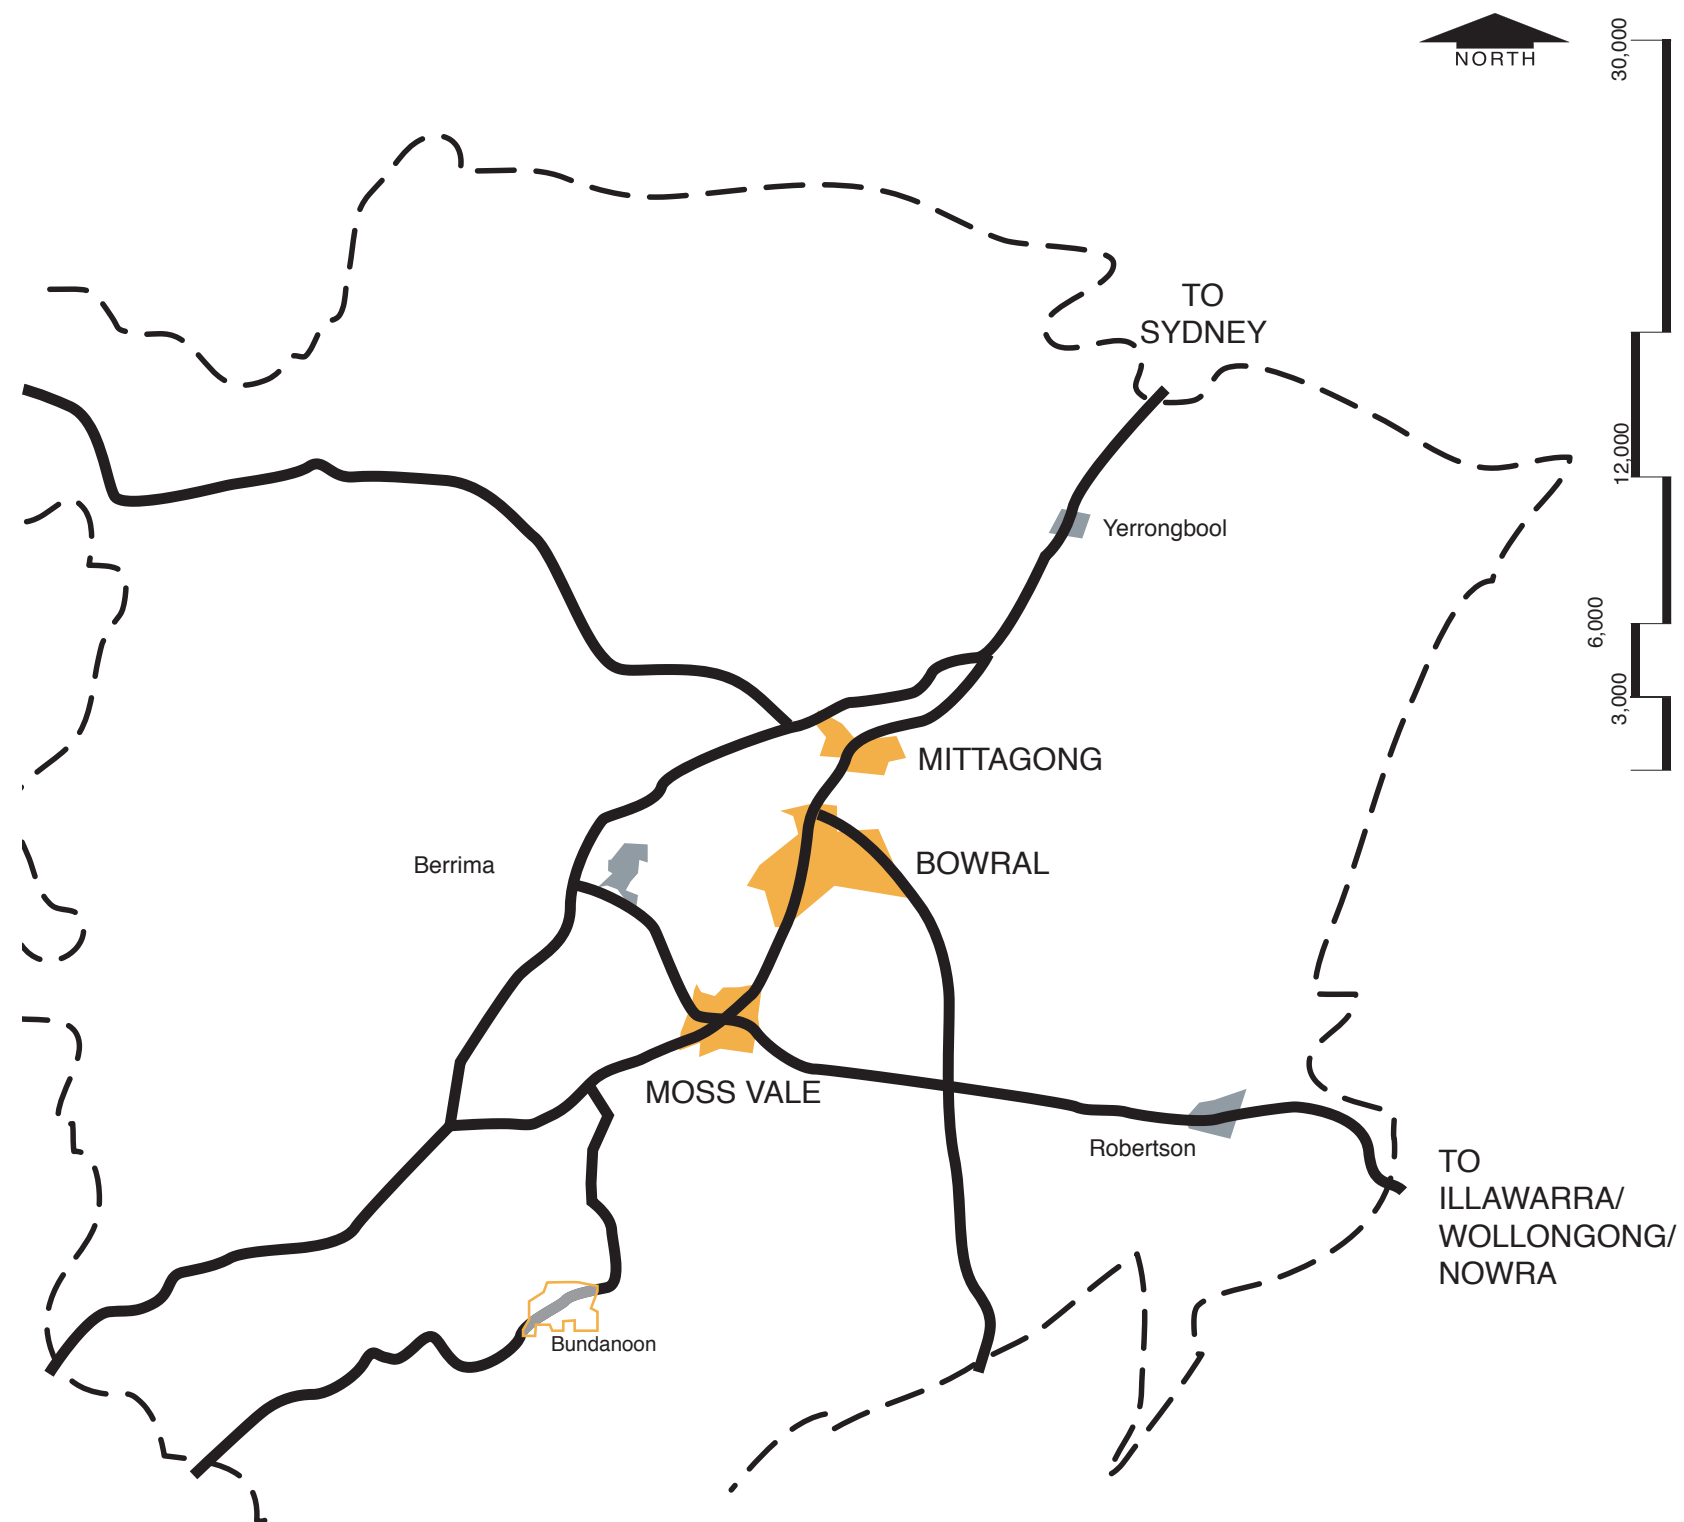 NORTH
30,000
TO
SYDNEY
12,000
Yerrongbool
6,000
3,000
MITTAGONG
BOWRAL
Berrima
MOSS VALE
Robertson
TO
ILLAWARRA/
WOLLONGONG/
NOWRA
Bundanoon